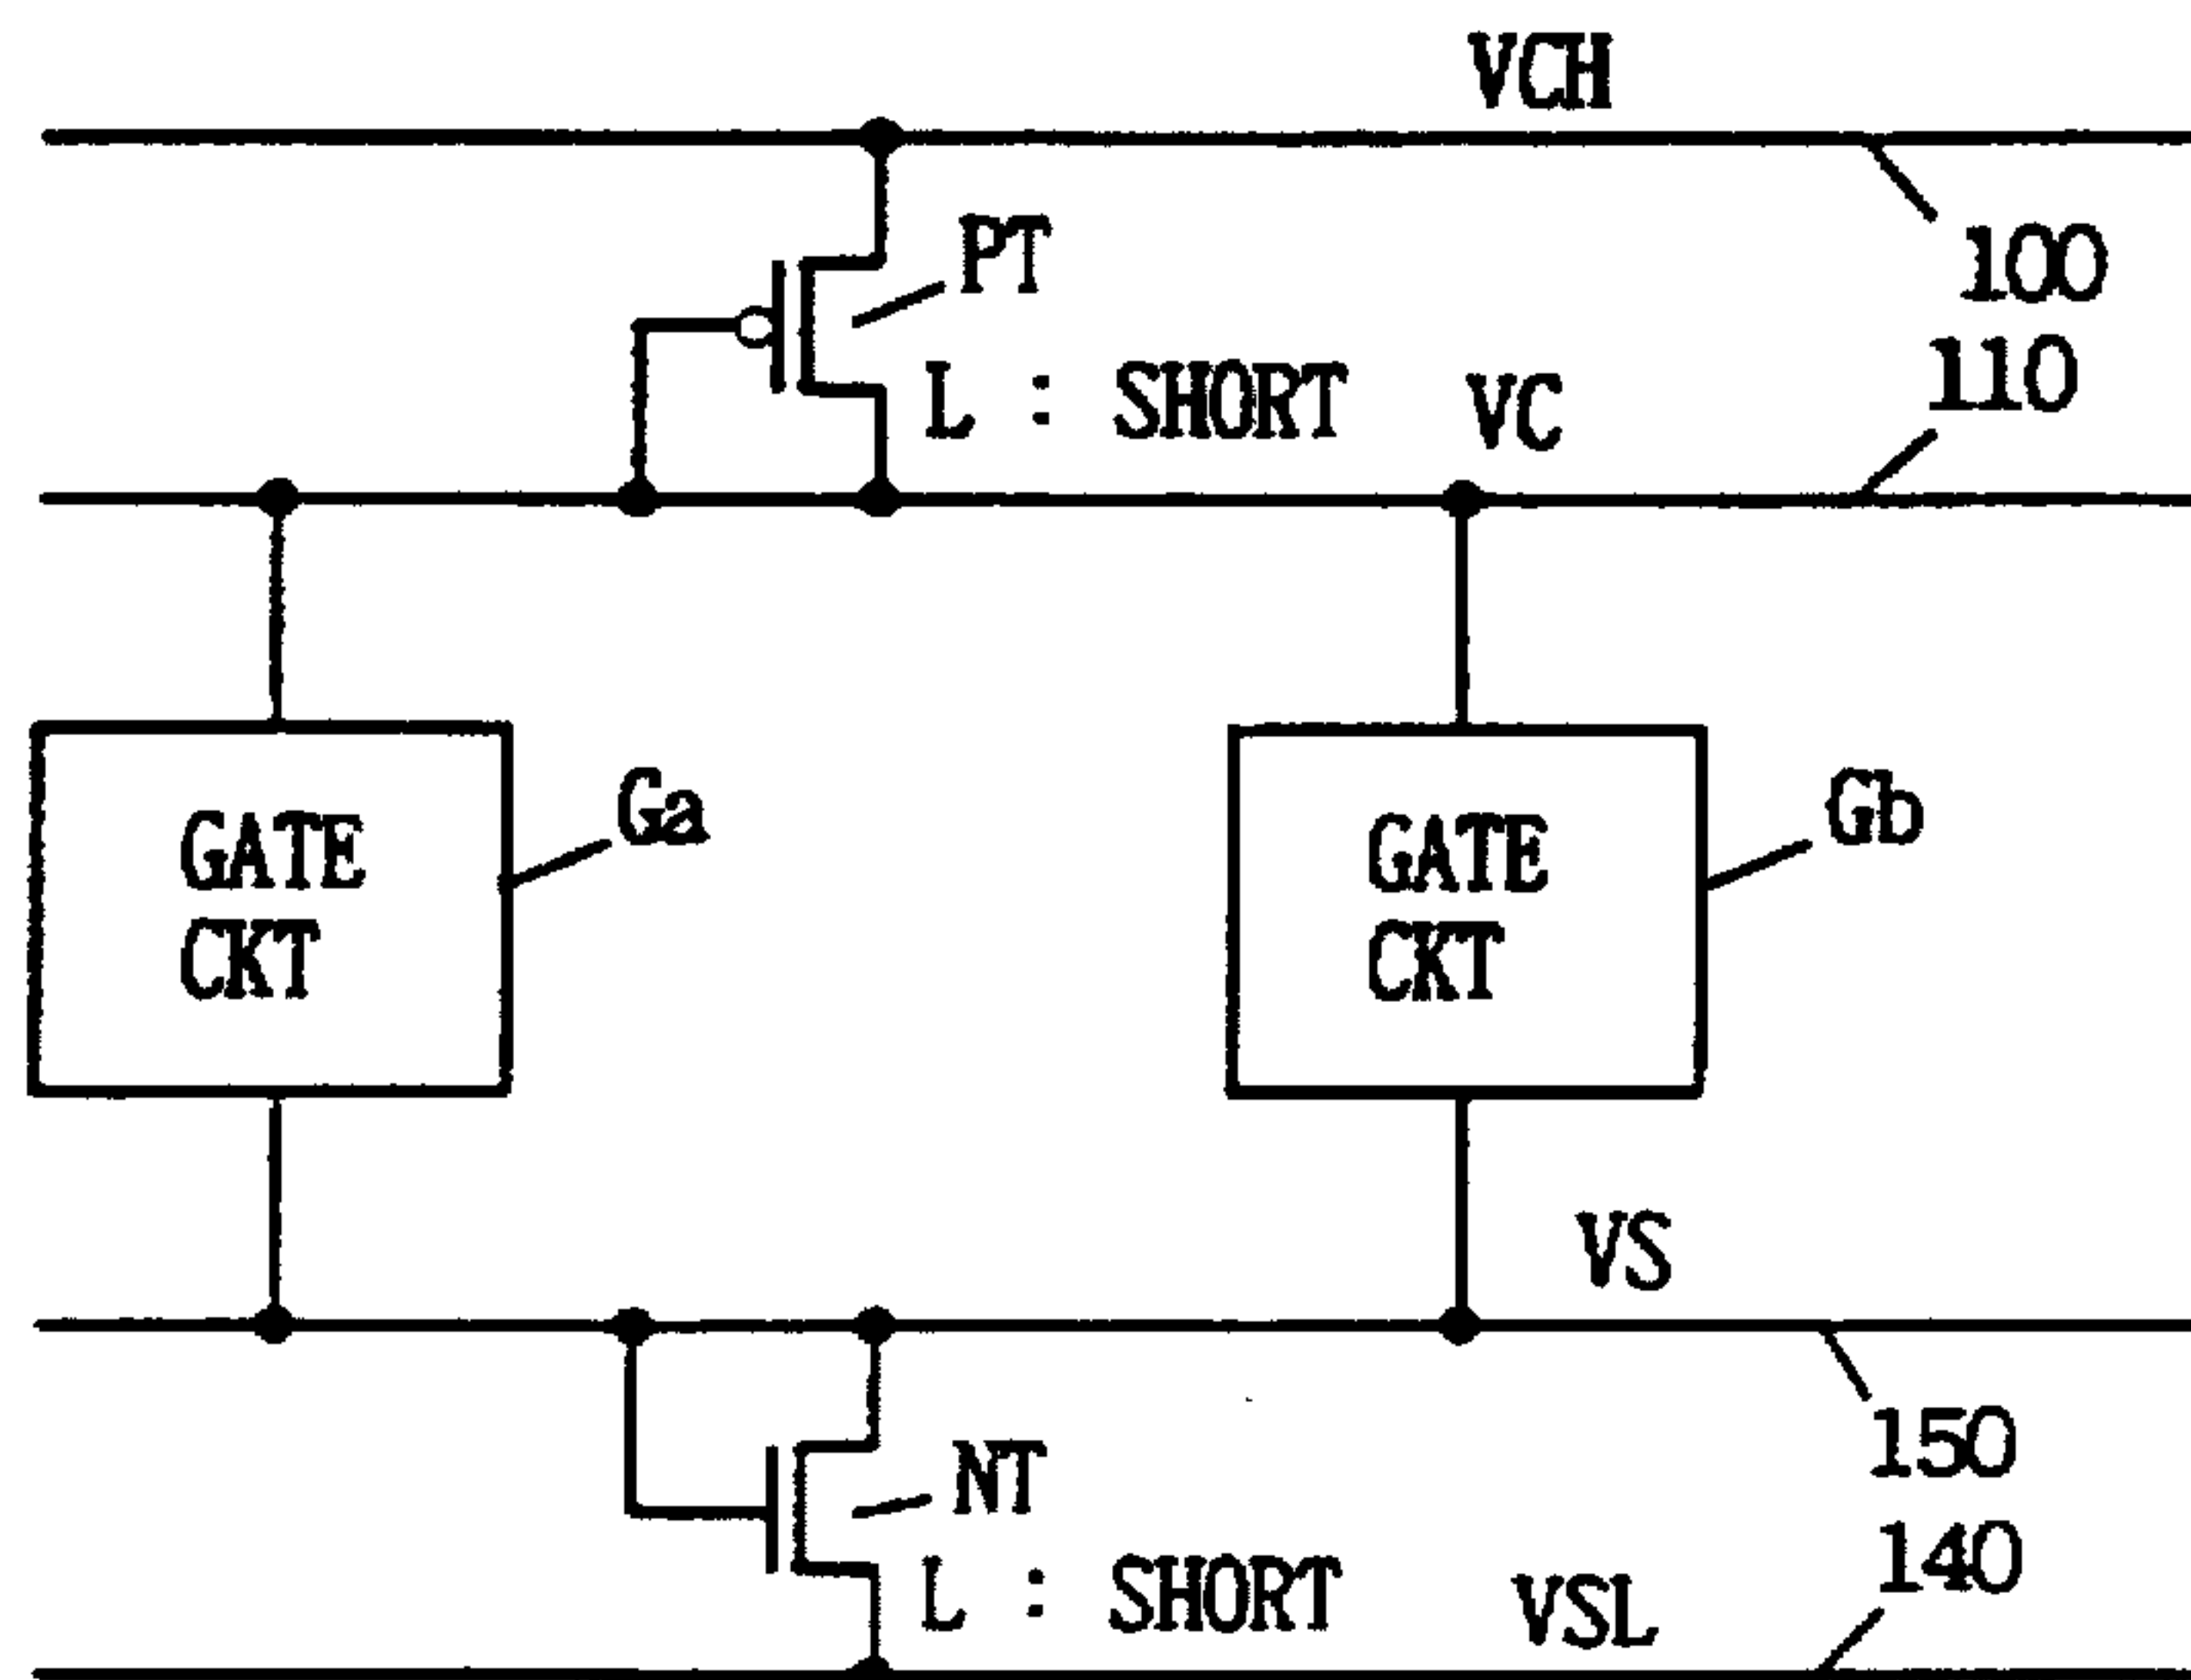 VCH
100
PT
L : SHORT
110
VC
GATE
CKT
Ga
GATE
CKT
Gb
VS
150
NT
L : SHORT
140
VSL